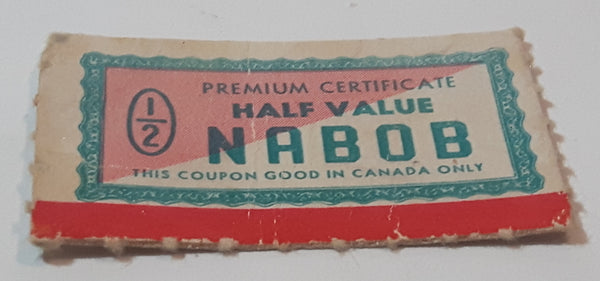 PREMIUM CERTIFICATE
1/2
HALF VALUE
NABOB
THIS COUPON GOOD IN CANADA ONLY